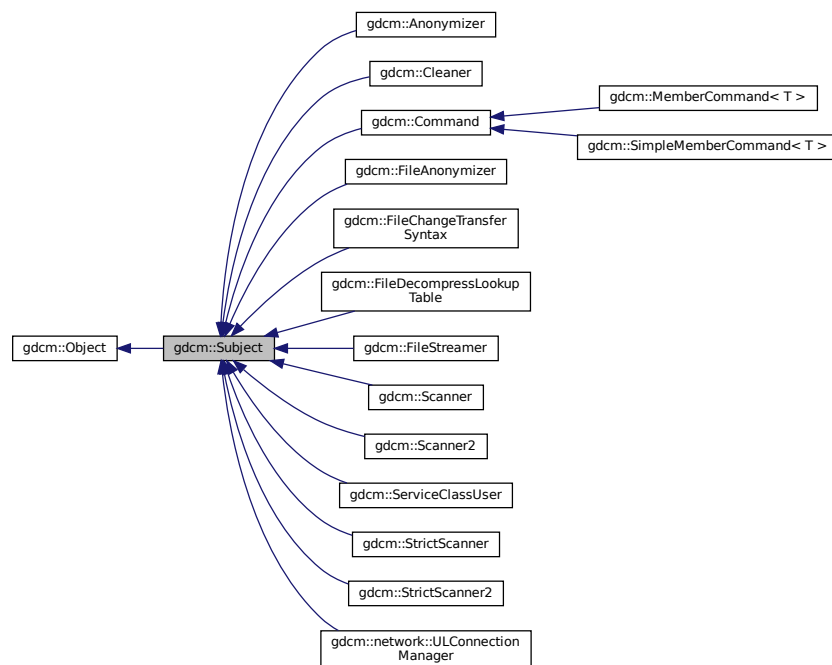 gdcm::Anonymizer
gdcm::Cleaner
gdcm::MemberCommand< T >
gdcm::Command
gdcm::SimpleMemberCommand< T >
gdcm::FileAnonymizer
gdcm::FileChangeTransfer
Syntax
gdcm::FileDecompressLookup
Table
gdcm::Object
gdcm::Subject
gdcm::FileStreamer
gdcm::Scanner
gdcm::Scanner2
gdcm::ServiceClassUser
gdcm::StrictScanner
gdcm::StrictScanner2
gdcm::network::ULConnection
Manager